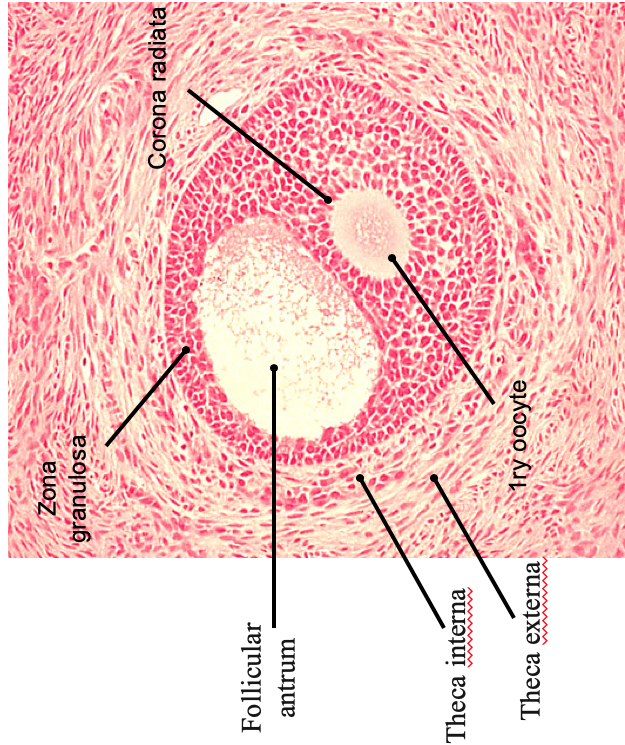 Corona radiata
Zona
granulosa
1ry oocyte
Follicular
antrum
Theca interna
Theca externa